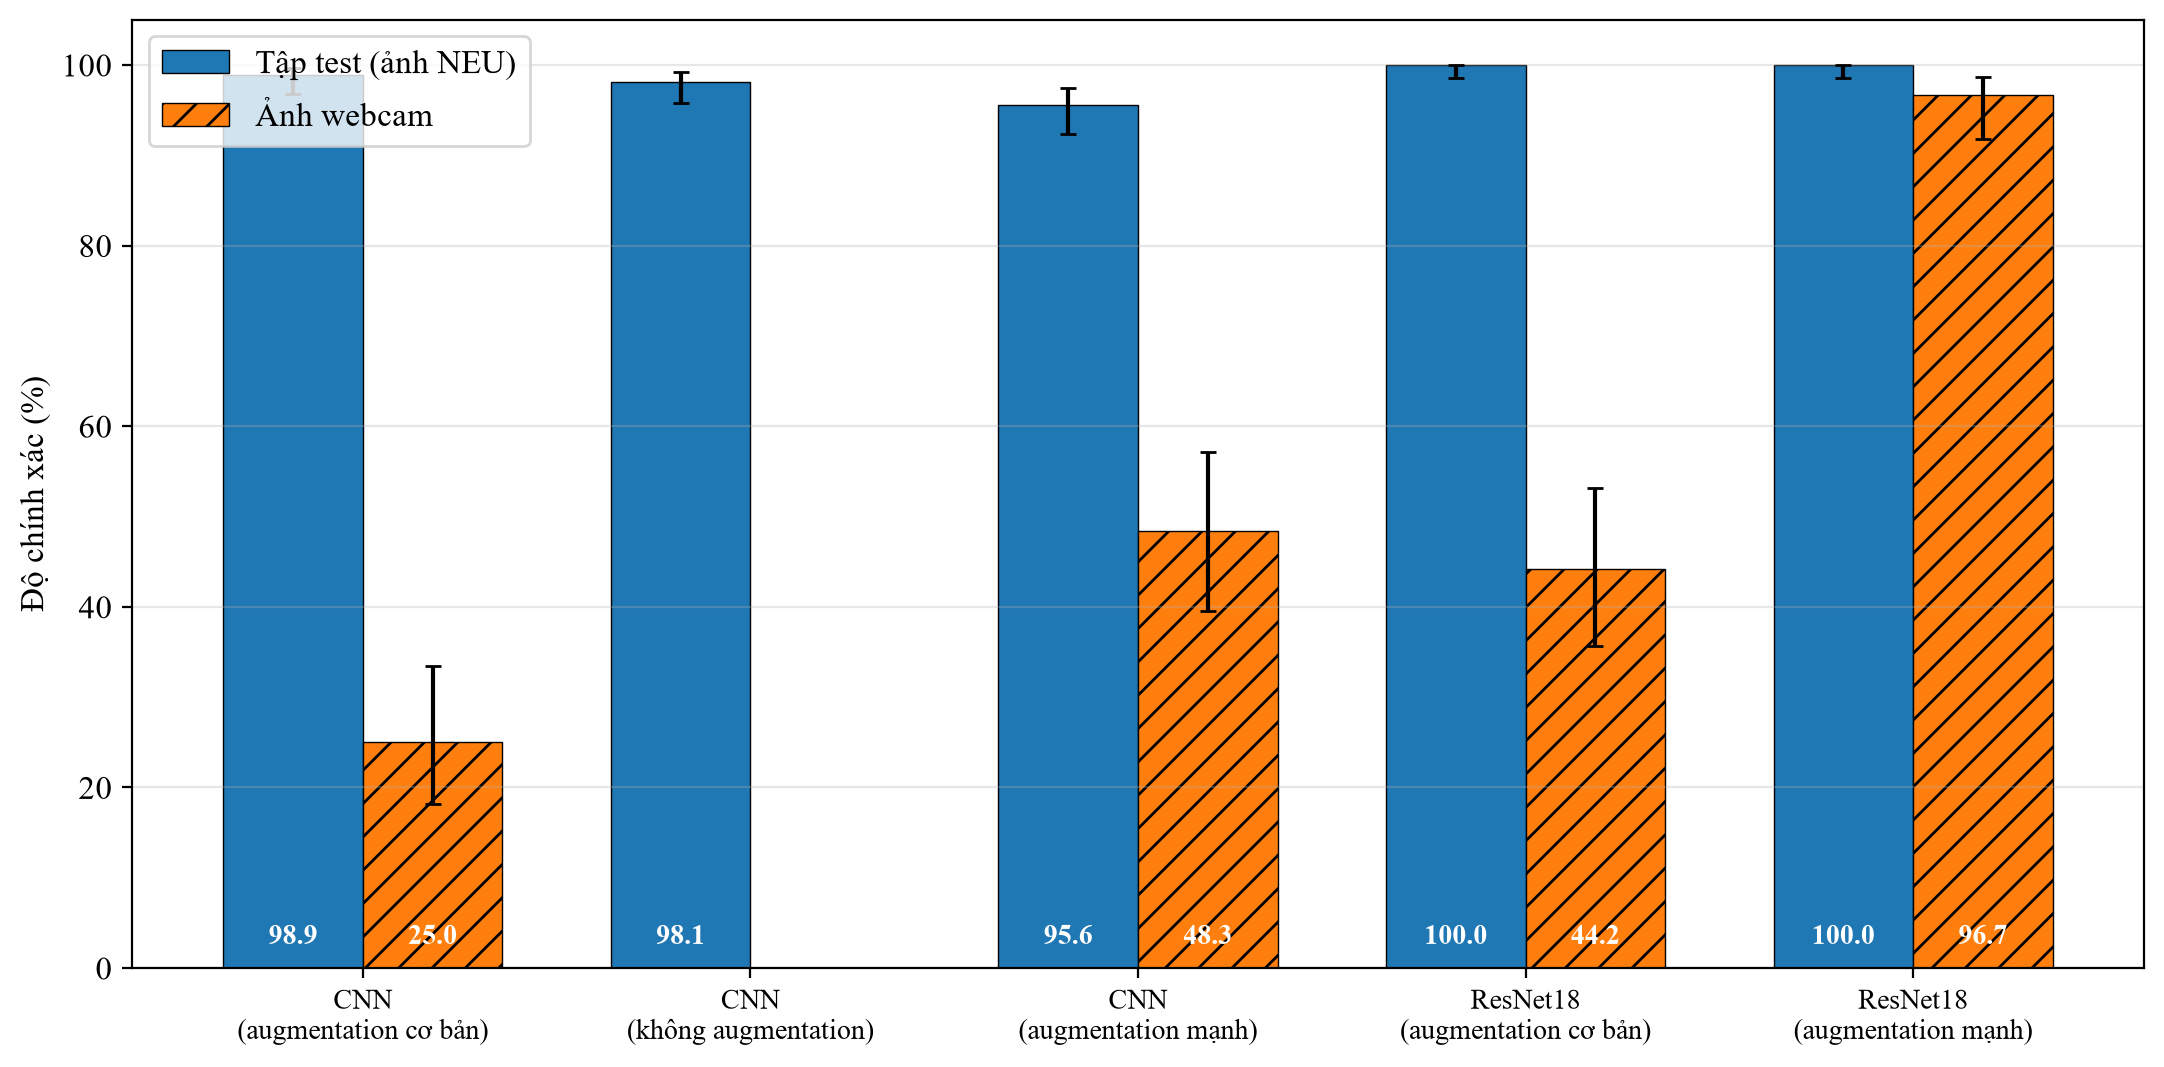 Tập test (ảnh NEU)
Ảnh webcam
Độ chính xác (%)
100
80
60
40
20
0
98.9
25.0
98.1
95.6
48.3
100.0
44.2
100.0
96.7
CNN
(augmentation cơ bản)
CNN
(không augmentation)
CNN
(augmentation mạnh)
ResNet18
(augmentation cơ bản)
ResNet18
(augmentation mạnh)